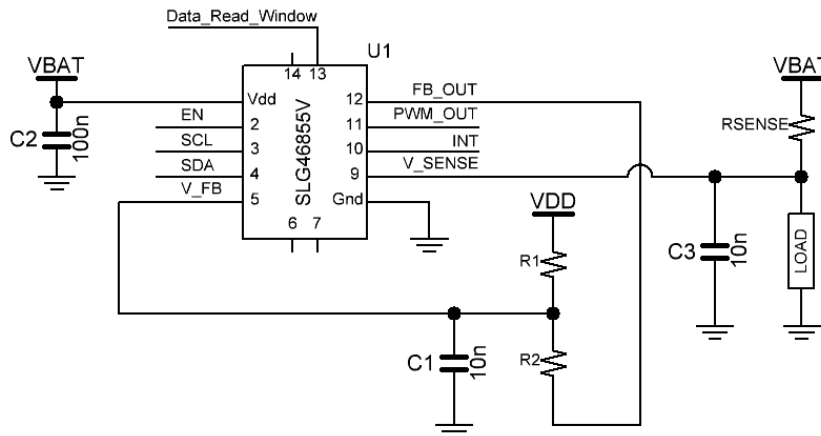 Data_Read_Window
U1
VBAT
14 13
Vdd
12
FB_OUT
EN
2
11
PWM_OUT
C2
100n
SCL
3
SLG46855V
10
INT
SDA
4
9
V_SENSE
V_FB
5
Gnd
6 7
VBAT
RSENSE
VDD
R1
C3
10n
LOAD
C1
10n
R2